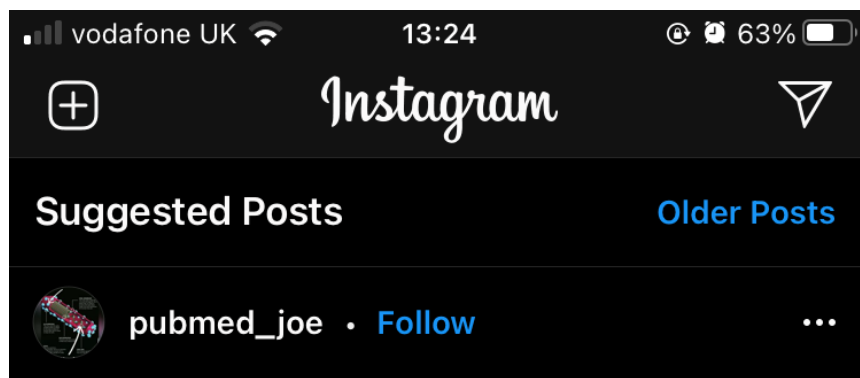 vodafone UK 13:24 63%
Instagram
Suggested Posts Older Posts
pubmed_joe • Follow